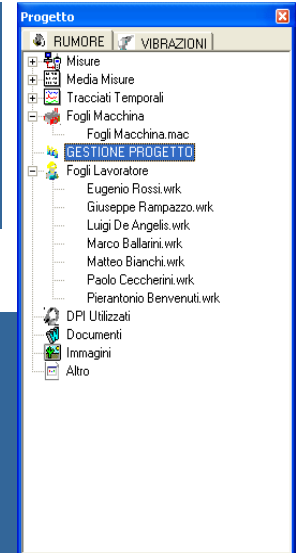 Progetto
RUMORE VIBRAZIONI
Misure
Media Misure
Tracciati Temporali
Fogli Macchina
Fogli Macchina.mac
GESTIONE PROGETTO
Fogli Lavoratore
Eugenio Rossi.wrk
Giuseppe Rampazzo.wrk
Luigi De Angelis.wrk
Marco Ballarini.wrk
Matteo Bianchi.wrk
Paolo Ceccherini.wrk
Pierantonio Benvenuti.wrk
DPI Utilizzati
Documenti
Immagini
Altro